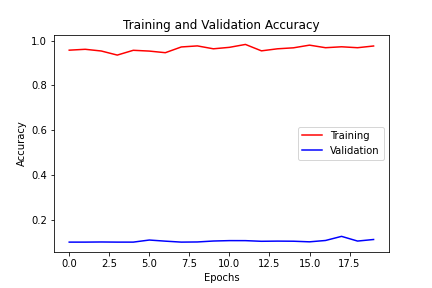 Training and Validation Accuracy
1.0
0.8
0.6
0.4
0.2
Accuracy
Training
Validation
0.0 2.5 5.0 7.5 10.0 12.5 15.0 17.5
Epochs